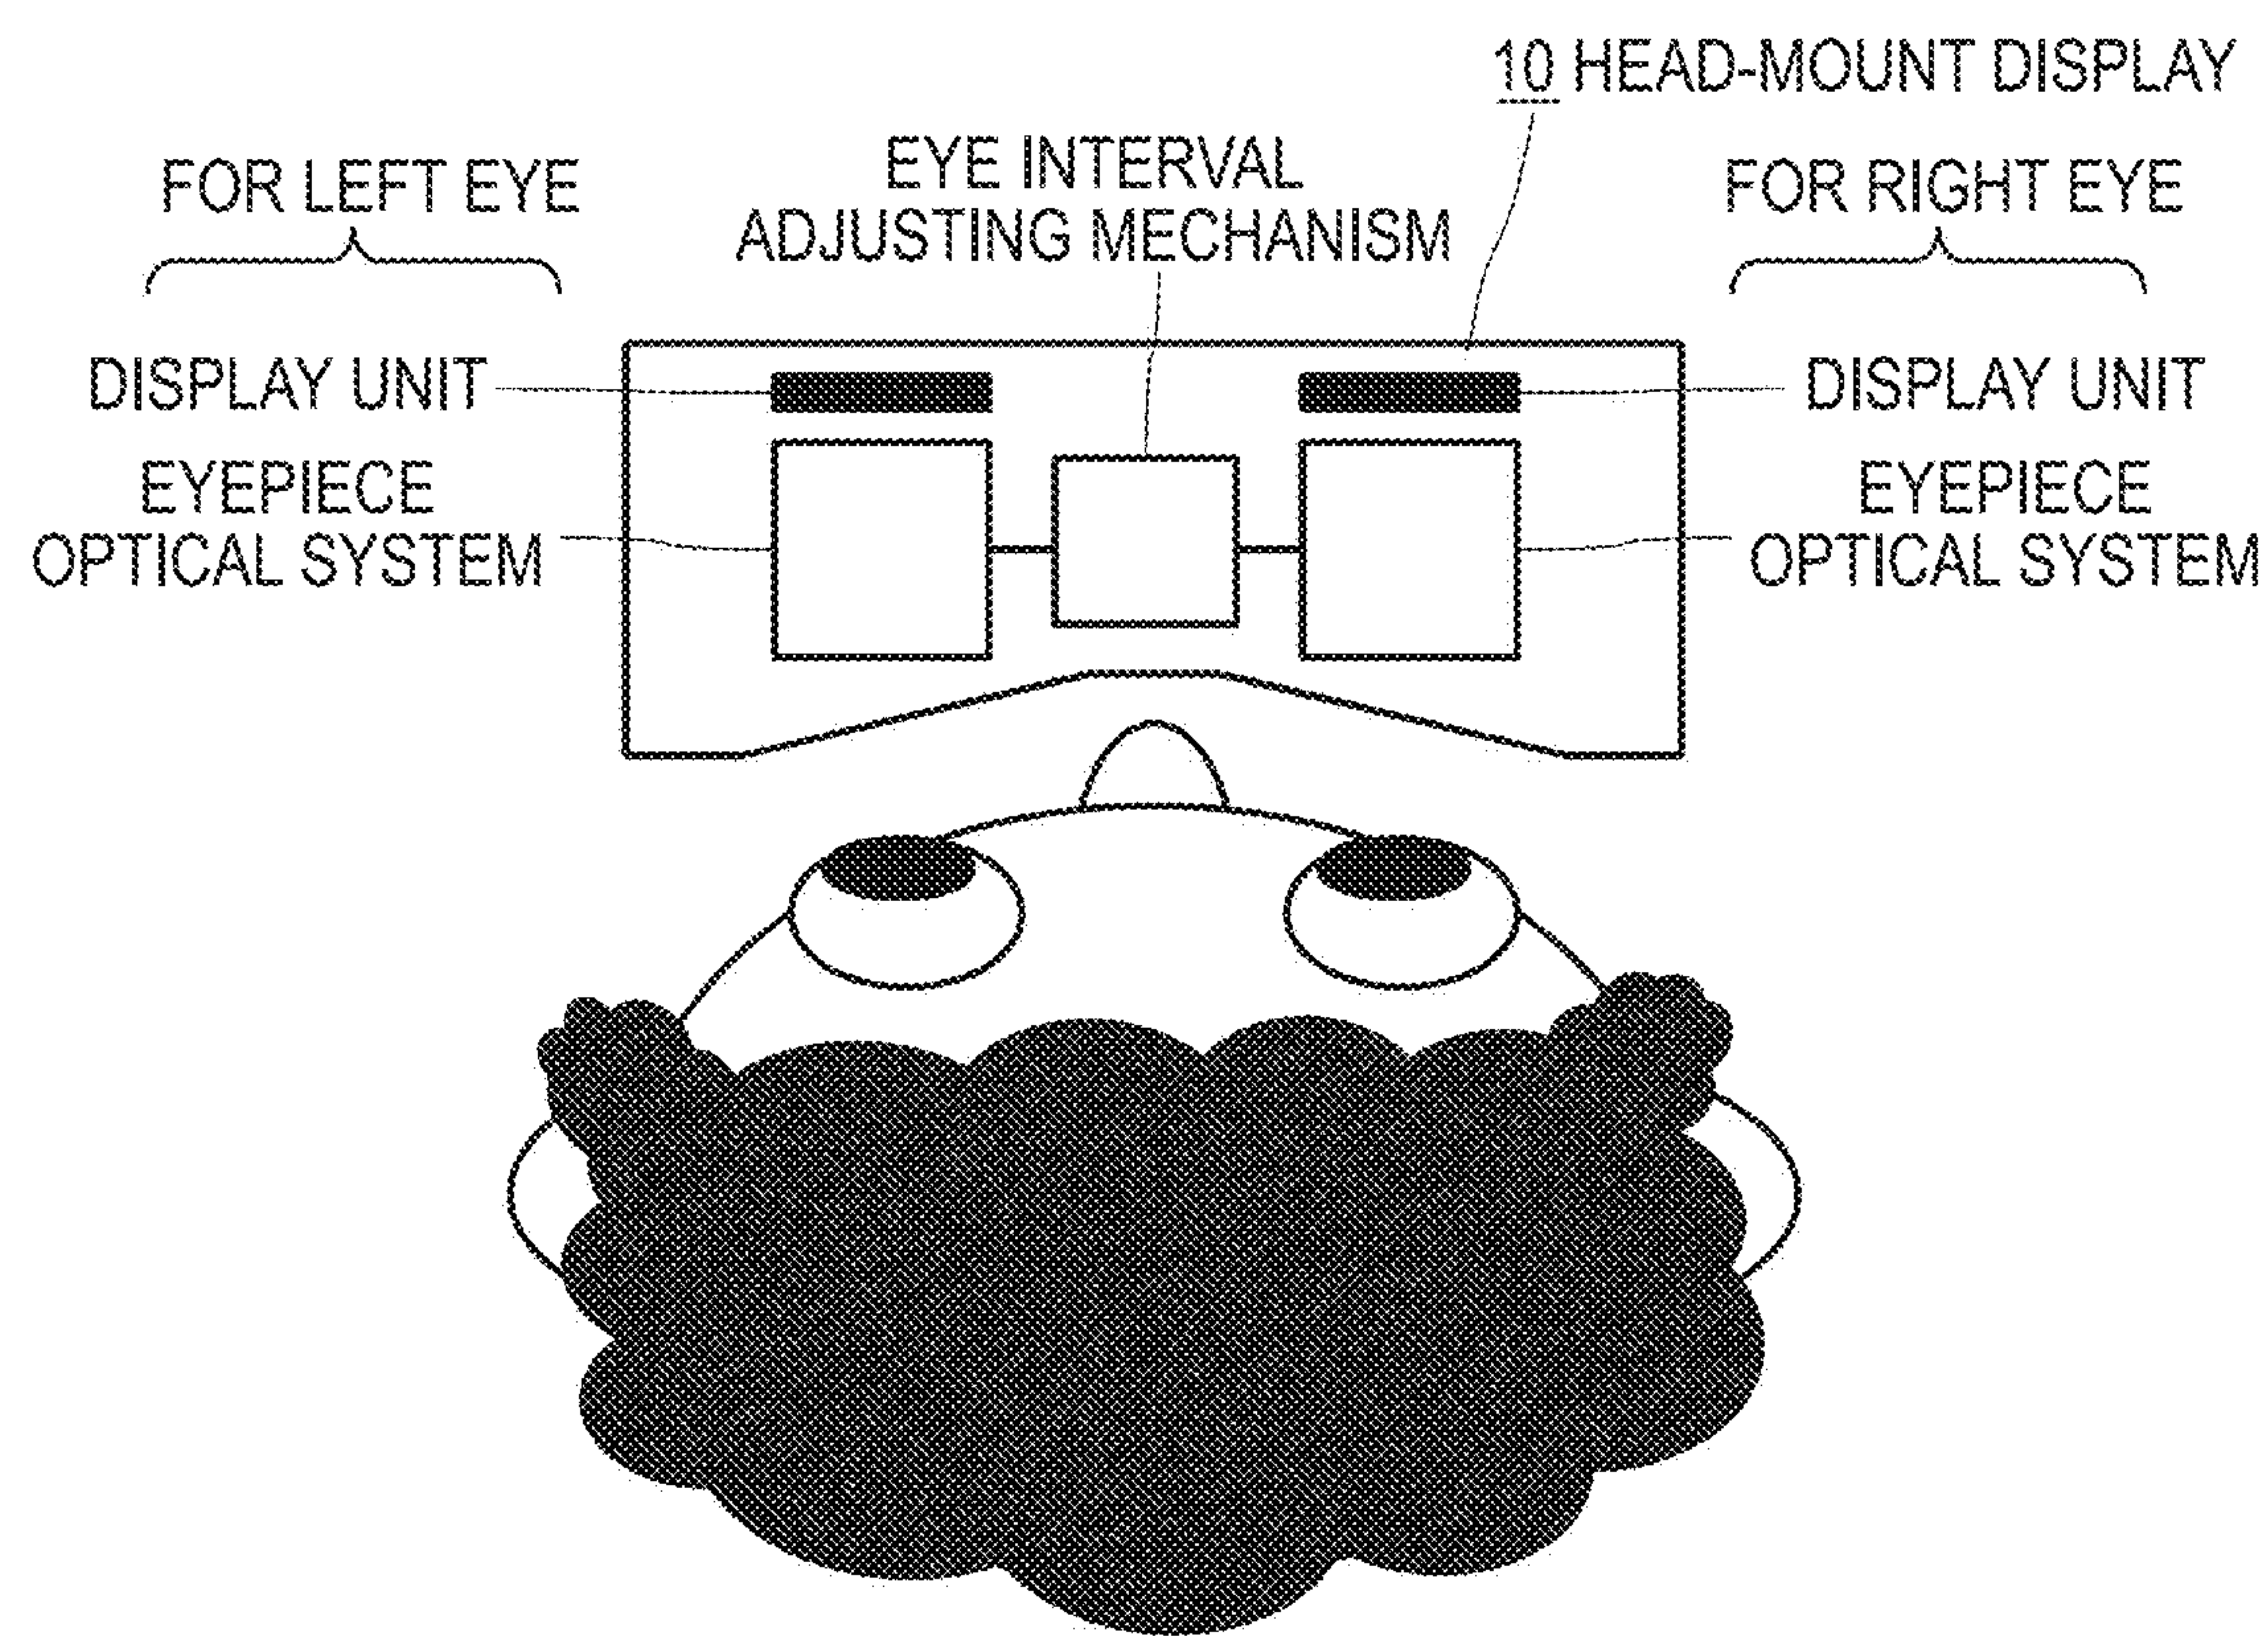 10 HEAD-MOUNT DISPLAY
EYE INTERVAL
ADJUSTING MECHANISM
FOR LEFT EYE
FOR RIGHT EYE
DISPLAY UNIT
EYEPIECE
OPTICAL SYSTEM
DISPLAY UNIT
EYEPIECE
OPTICAL SYSTEM